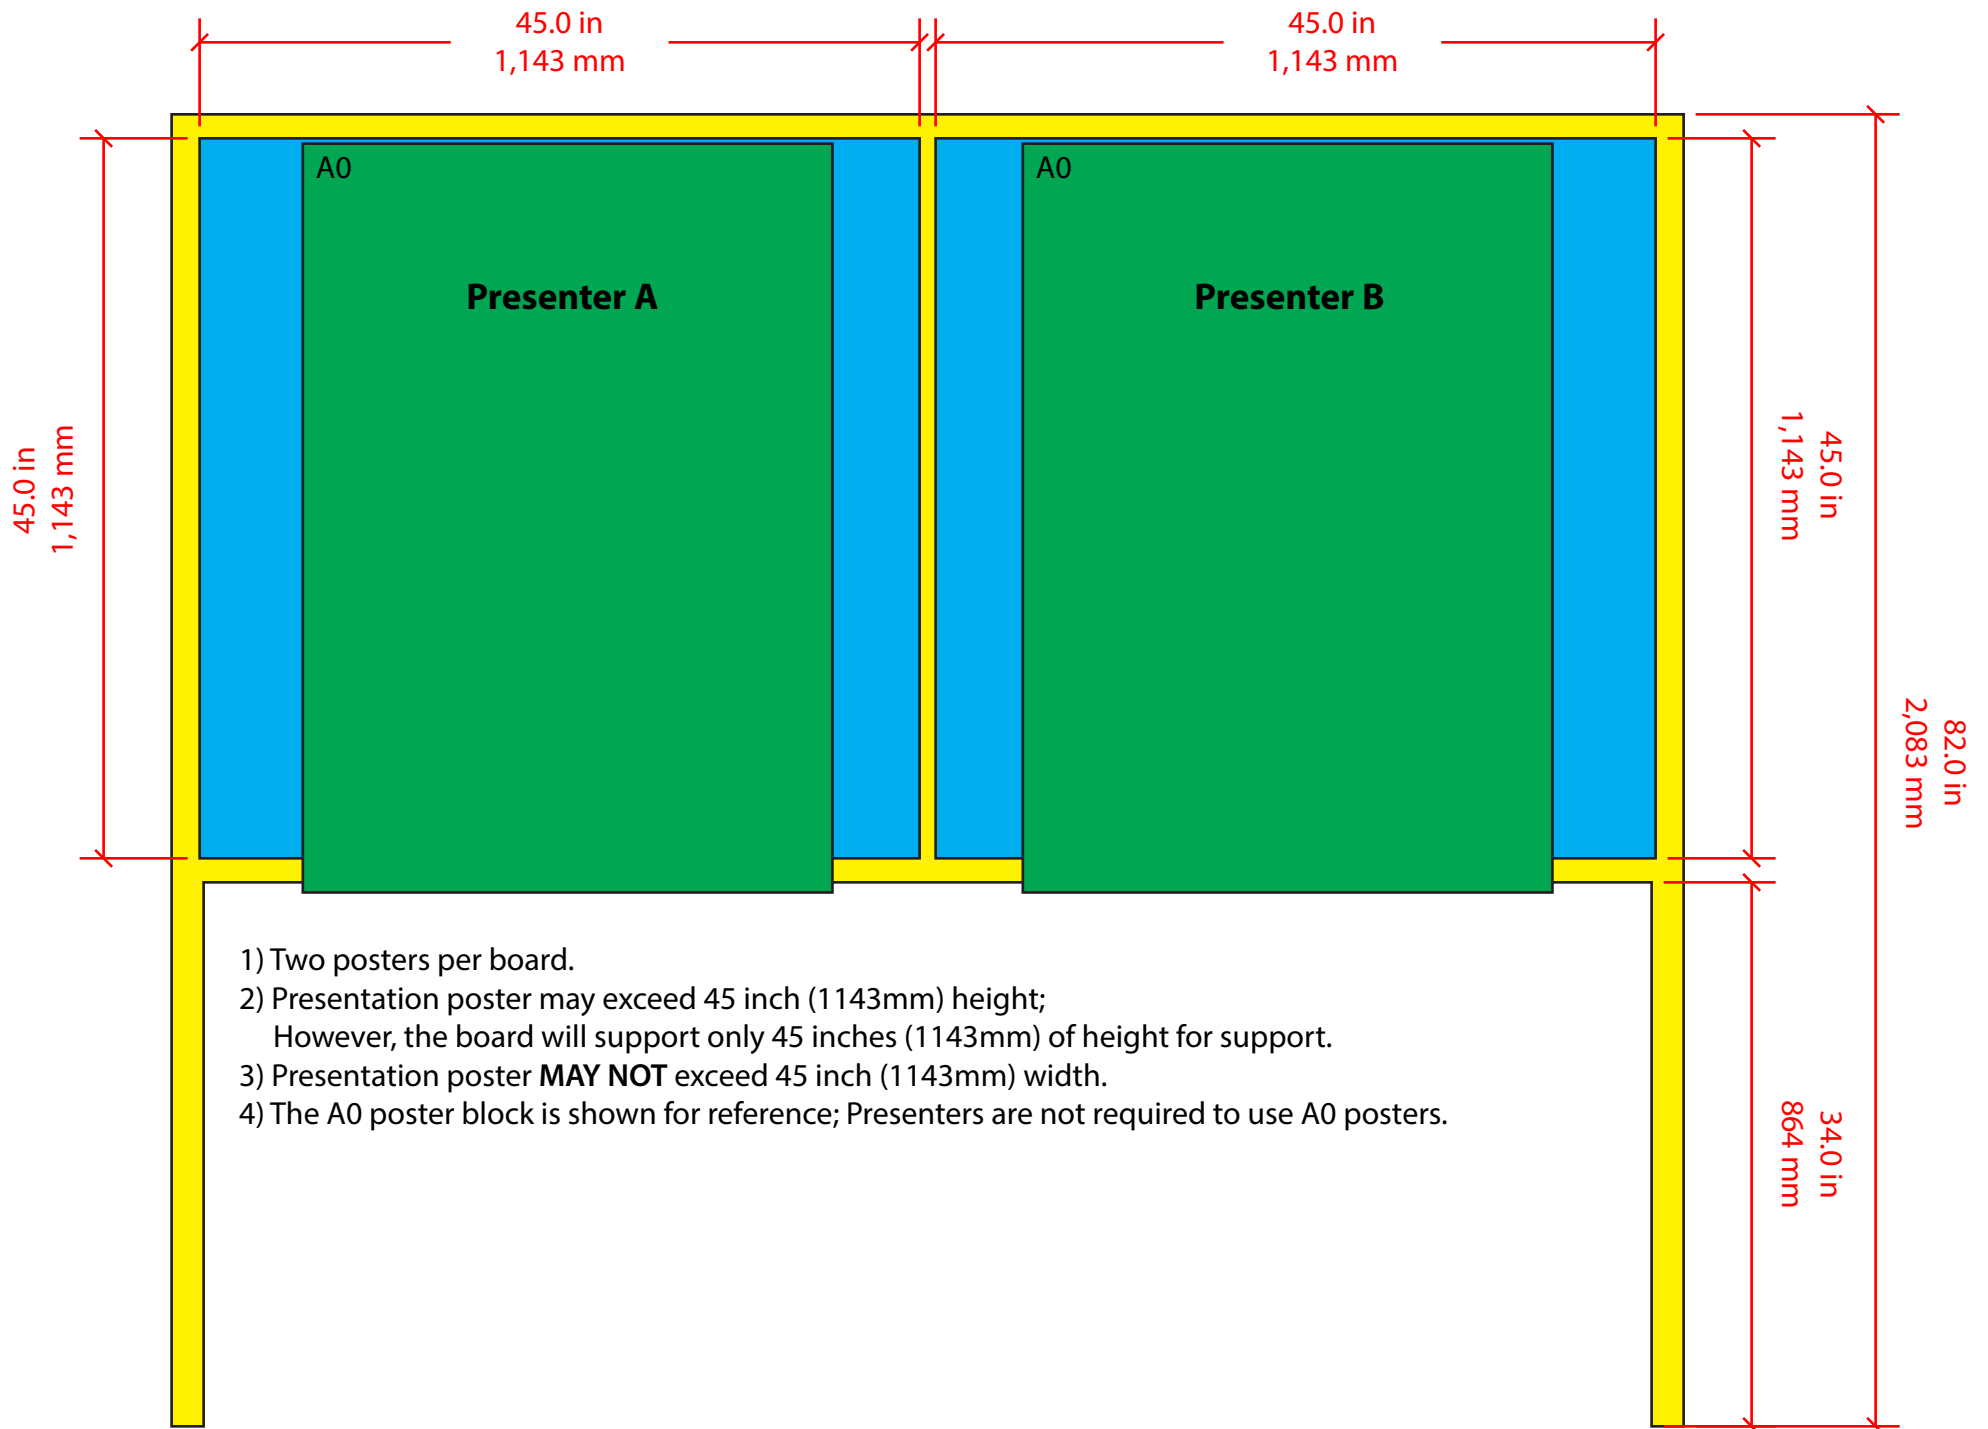 45.0 in
1,143 mm
45.0 in
1,143 mm
A0
A0
Presenter A
Presenter B
45.0 in
1,143 mm
45.0 in
1,143 mm
82.0 in
2,083 mm
1) Two posters per board.
2) Presentation poster may exceed 45 inch (1143mm) height;
However, the board will support only 45 inches (1143mm) of height for support.
3) Presentation poster MAY NOT exceed 45 inch (1143mm) width.
4) The A0 poster block is shown for reference; Presenters are not required to use A0 posters.
34.0 in
864 mm